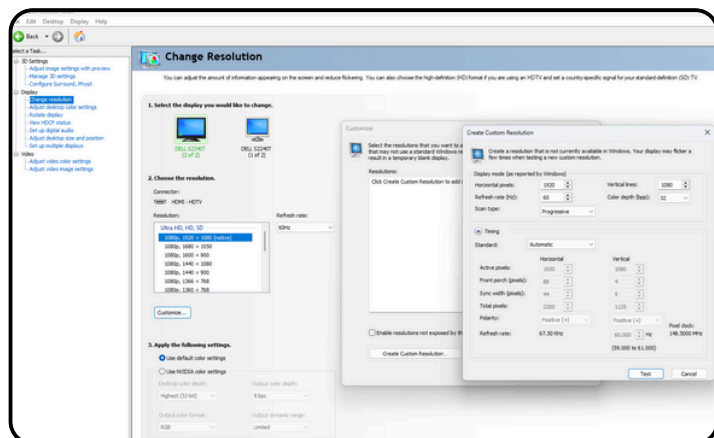 Edit Desktop Display Help
Back
Select a Task...
3D Settings
Adjust image settings with preview
Manage 3D settings
Configure Surround, PhysX
Display
Change resolution
Adjust desktop color settings
Rotate display
View HDCP status
Set up digital audio
Adjust desktop size and position
Set up multiple displays
Video
Adjust video color settings
Adjust video image settings
Change Resolution
You can adjust the amount of information appearing on the screen and reduce flickering. You can also choose the high-definition (HD) format if you are using an HDTV and set a country-specific signal for your standard definition (SD) TV
1. Select the display you would like to change.
DELL S2240T
(2 of 2)
DELL S2240T
(1 of 2)
2. Choose the resolution.
Connector:
HDMI - HDTV
Resolution:
Refresh rate:
Ultra HD, HD, SD
60Hz
1080p, 1920 × 1080 (native)
1080p, 1680 × 1050
1080p, 1600 × 900
1080p, 1440 × 1080
1080p, 1440 × 900
1080p, 1366 × 768
1080p, 1360 × 768
Customize...
3. Apply the following settings.
Use default color settings
Use NVIDIA color settings
Desktop color depth:
Output color depth:
Highest (32-bit)
8 bpc
Output color format:
Output dynamic range:
RGB
Limited
Customize
Select the resolutions that you want to
that may not use a standard Windows
result in a temporary blank display.
Resolutions:
Click Create Custom Resolution to add
Enable resolutions not exposed by
Create Custom Resolution...
Create Custom Resolution
Create a resolution that is not currently available in Windows. Your display may flicker a
few times when testing a new custom resolution.
Display mode (as reported by Windows)
Horizontal pixels: 1920 Vertical lines: 1080
Refresh rate (Hz): 60 Color depth (bpp): 32
Scan type: Progressive
Timing
Standard: Automatic
Horizontal Vertical
Active pixels: 1920 1080
Front porch (pixels): 88 4
Sync width (pixels): 44 5
Total pixels: 2200 1125
Polarity: Positive (+) Positive (+)
Pixel clock:
Refresh rate: 67.50 KHz 60.000 Hz 148.5000 MHz
(59.000 to 61.000)
Test Cancel